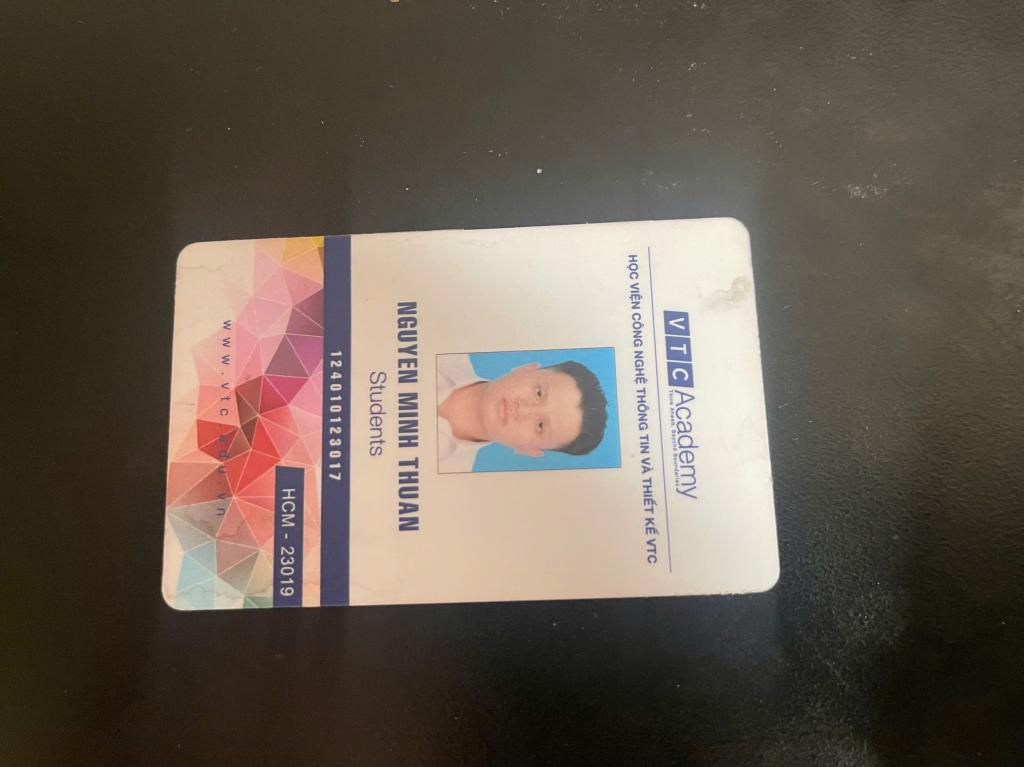 VTC Academy
Think Ahead, Beyond Boundaries
HỌC VIỆN CÔNG NGHỆ THÔNG TIN VÀ THIẾT KẾ VTC
NGUYEN MINH THUAN
Students
124010123017
HCM - 23019
www.vtc.edu.vn